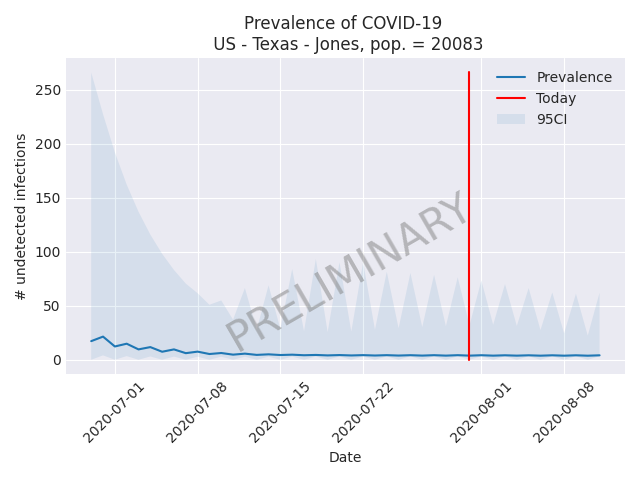 Prevalence of COVID-19
US - Texas - Jones, pop. = 20083
Prevalence
Today
95CI
250
200
150
100
50
0
# undetected infections
PRELIMINARY
2020-07-01
2020-07-08
2020-07-15
2020-07-22
2020-08-01
2020-08-08
Date